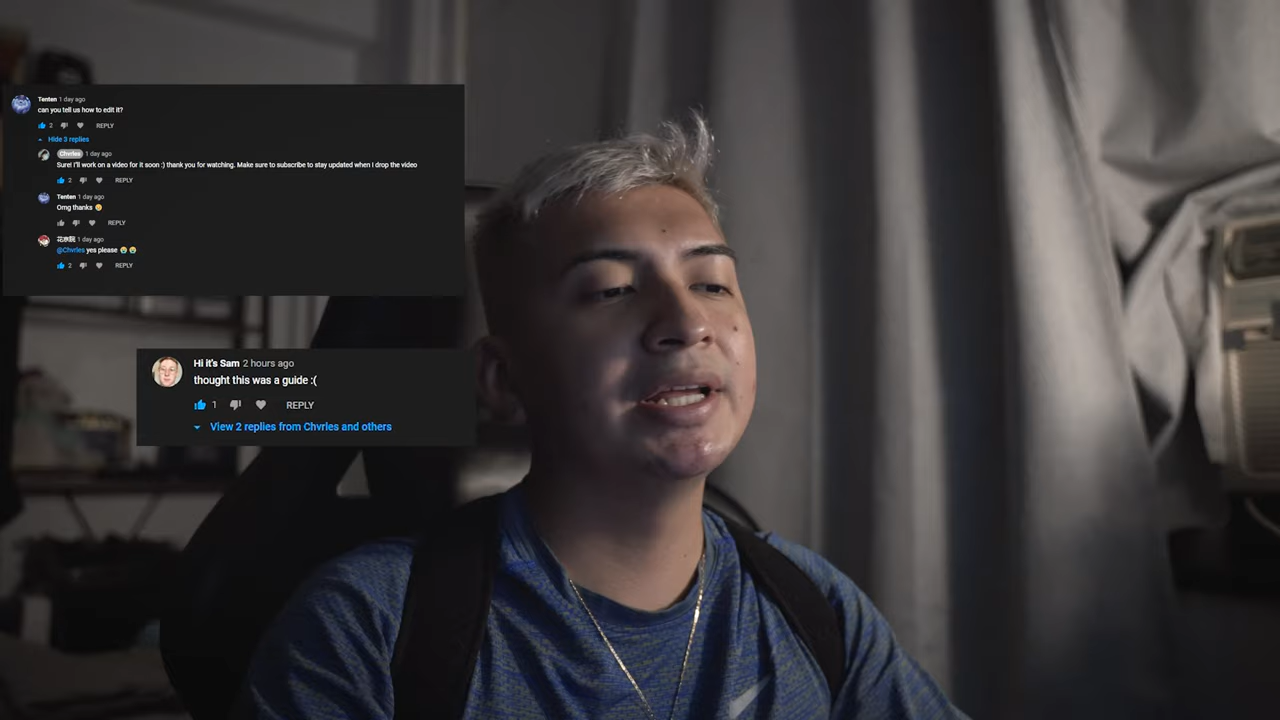 Tenten 1 day ago
can you tell us how to edit it?
2 REPLY
Hide 3 replies
Chvrles 1 day ago
Sure! I'll work on a video for it soon :) thank you for watching. Make sure to subscribe to stay updated when I drop the video
2 REPLY
Tenten 1 day ago
Omg thanks 😢
REPLY
花京院 1 day ago
@Chvrles yes please 😭 😭
2 REPLY
Hi it's Sam 2 hours ago
thought this was a guide :(
1 REPLY
View 2 replies from Chvrles and others